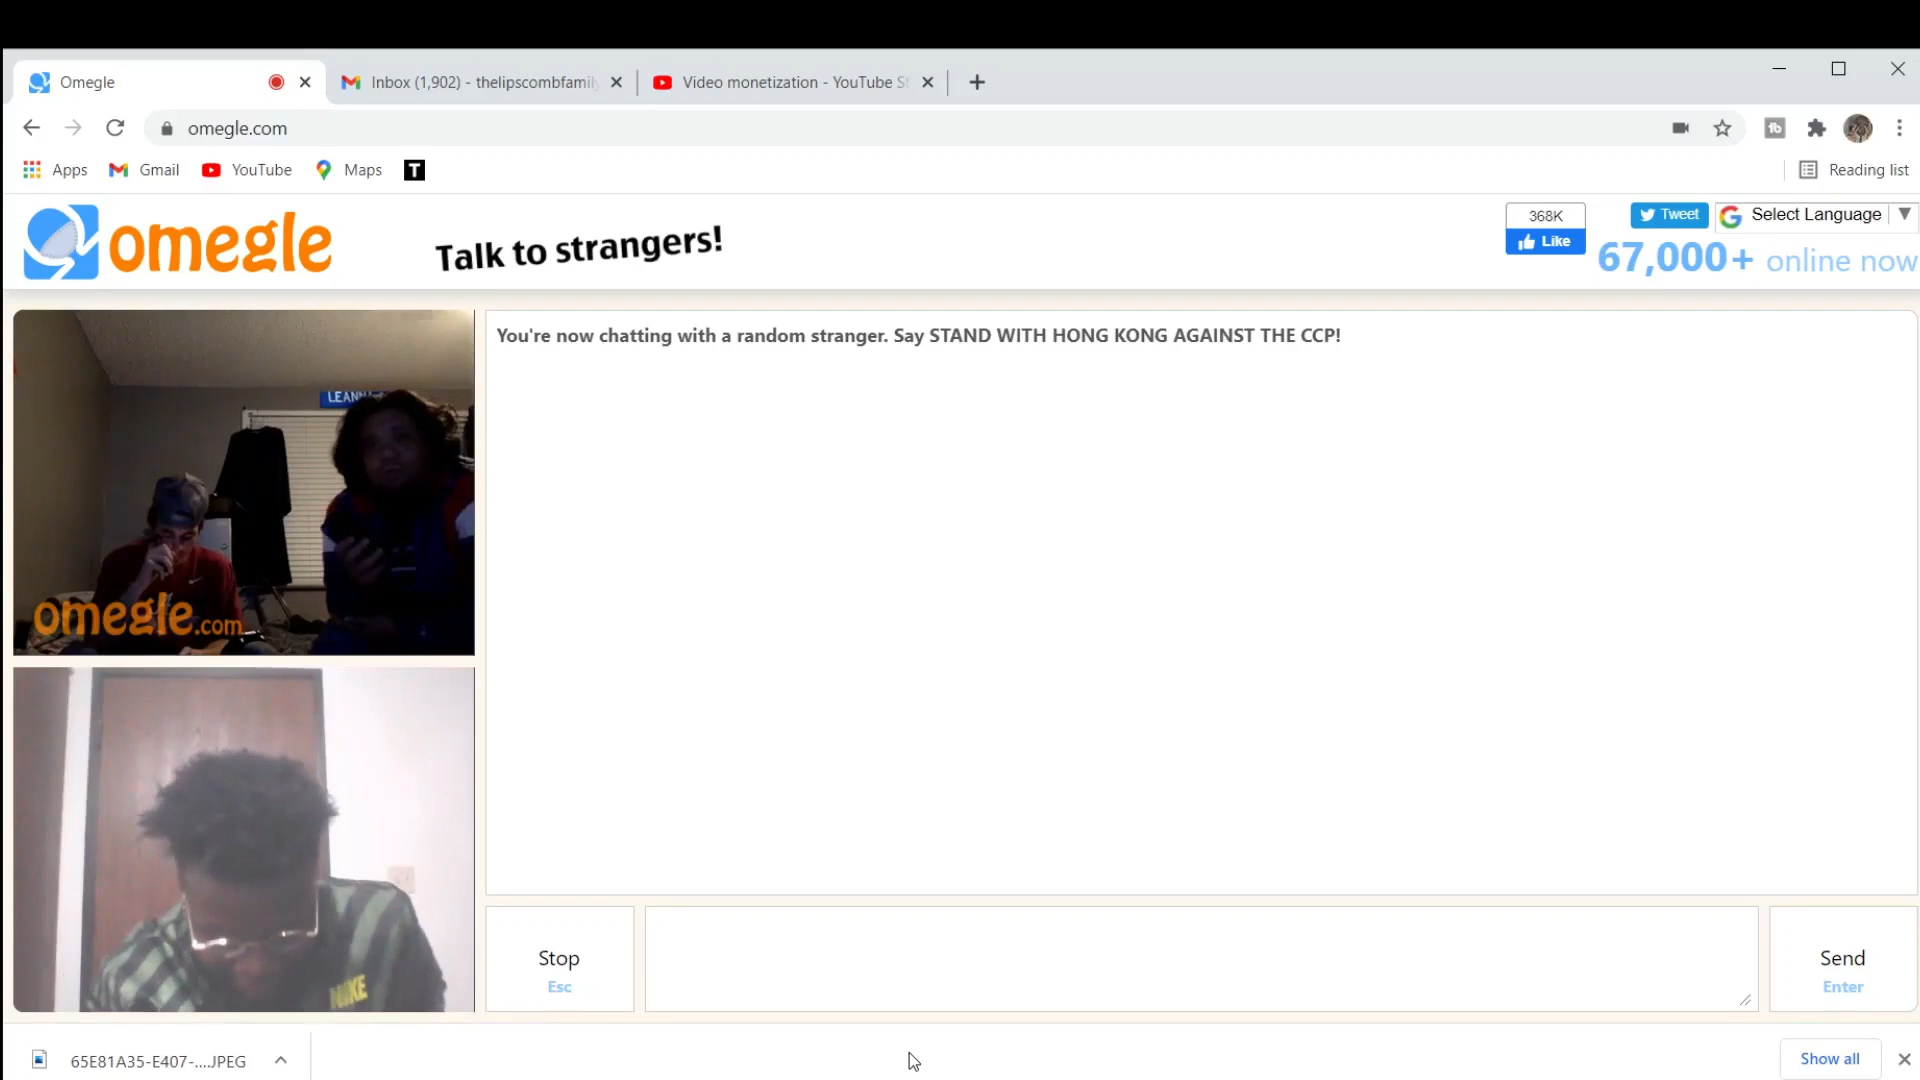 Omegle
Inbox (1,902) - thelipscombfamily
Video monetization - YouTube St
omegle.com
Apps
Gmail
YouTube
Maps
T
Reading list
omegle
Talk to strangers!
368K
Like
Tweet
Select Language
67,000+ online now
You're now chatting with a random stranger. Say STAND WITH HONG KONG AGAINST THE CCP!
omegle.com
NIKE
Stop
Esc
Send
Enter
65E81A35-E407-....JPEG
Show all